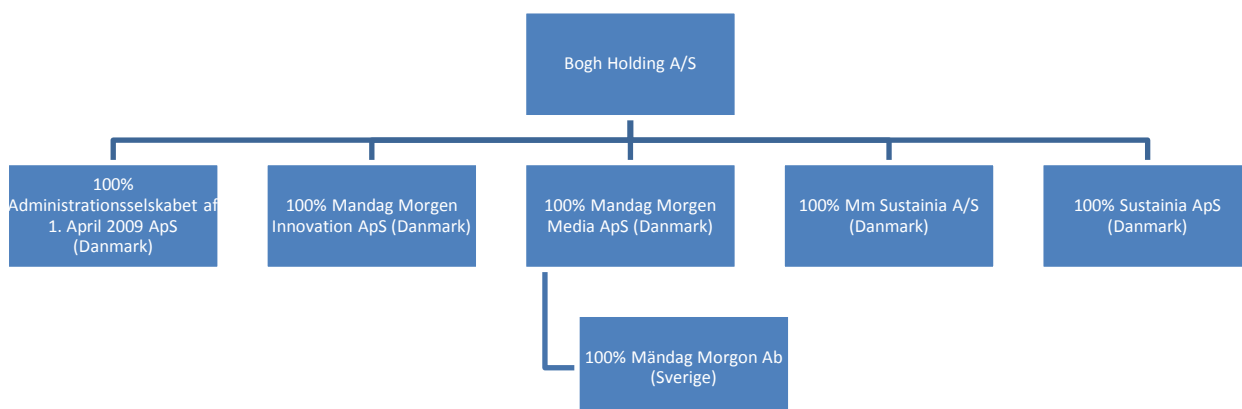 Bogh Holding A/S
100%
Administrationsselskabet af
1. April 2009 ApS
(Danmark)
100% Mandag Morgen
Innovation ApS (Danmark)
100% Mandag Morgen
Media ApS (Danmark)
100% Mm Sustainia A/S
(Danmark)
100% Sustainia ApS
(Danmark)
100% Mändag Morgon Ab
(Sverige)